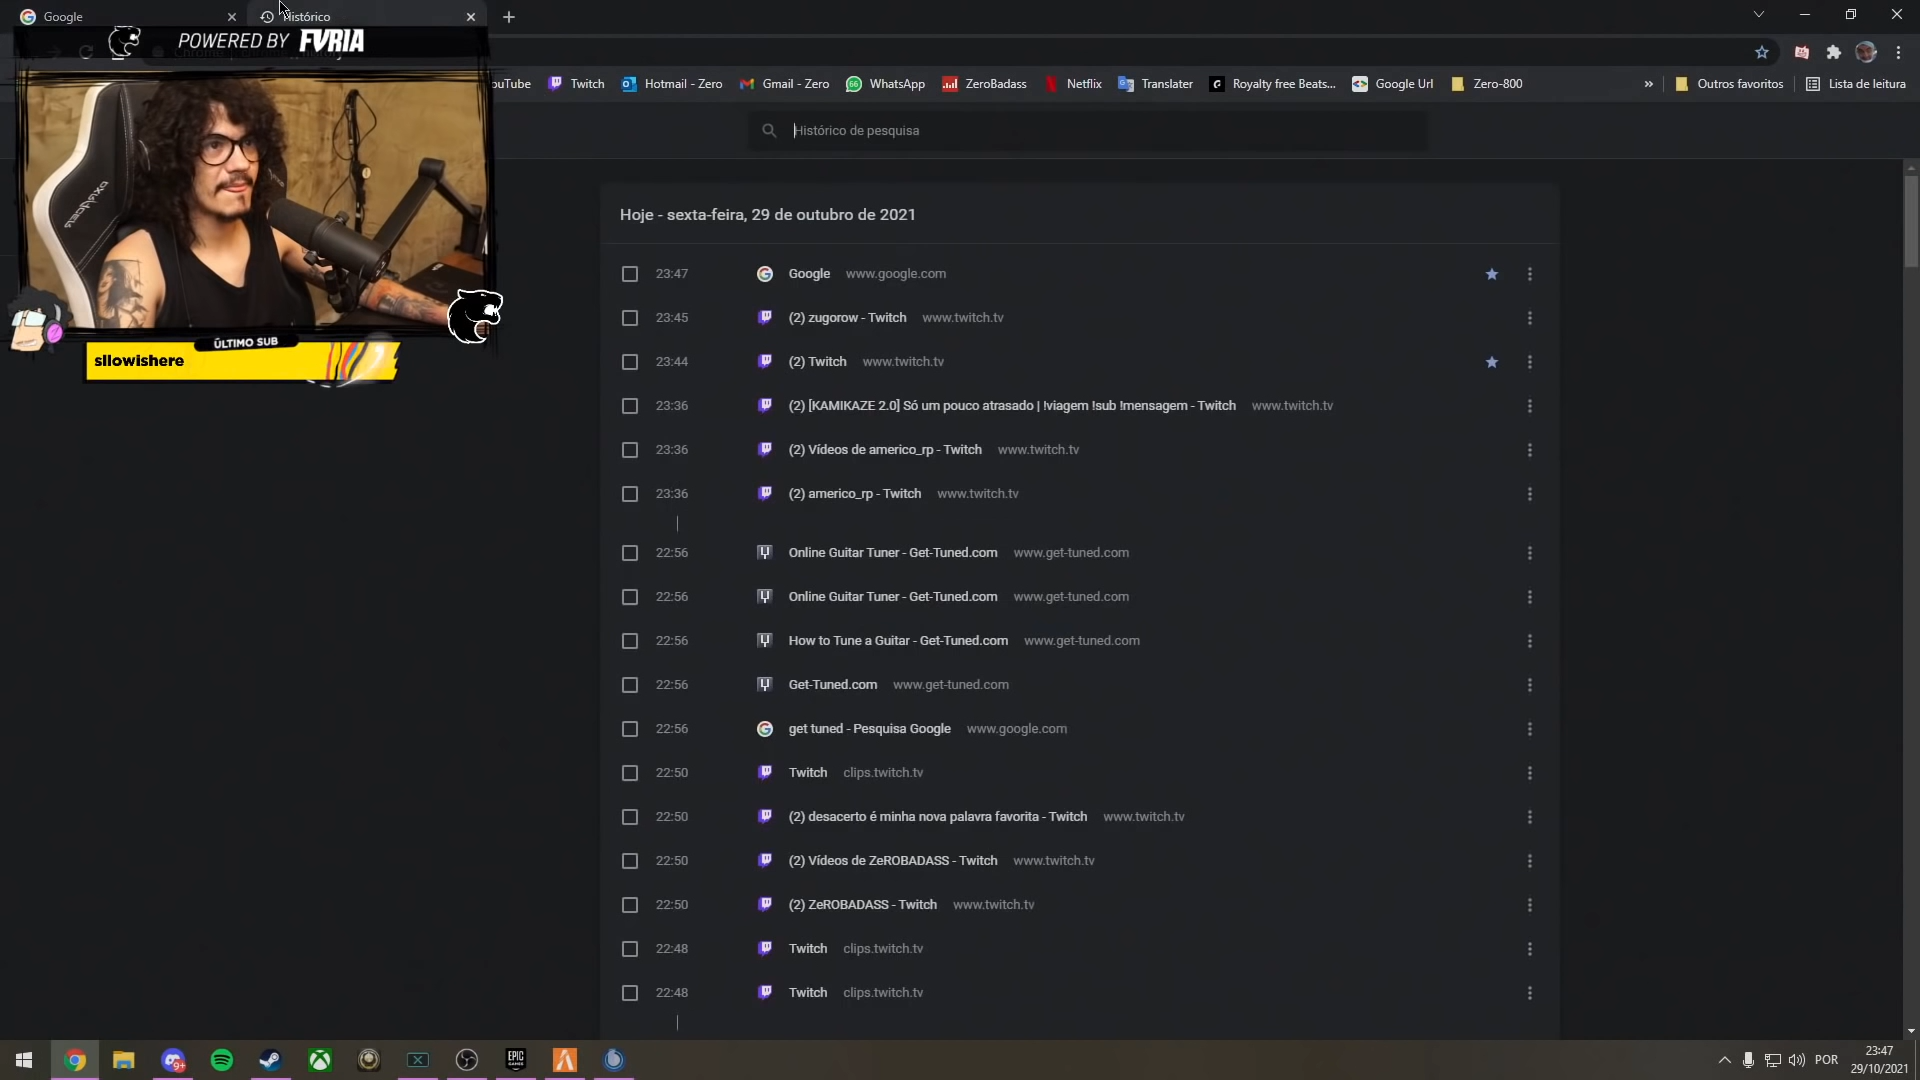 Google
Histórico
POWERED BY FVRIA
ouTube
Twitch
Hotmail - Zero
Gmail - Zero
WhatsApp
ZeroBadass
Netflix
Translater
Royalty free Beats...
Google Url
Zero-800
»
Outros favoritos
Lista de leitura
Histórico de pesquisa
ÚLTIMO SUB
sllowishere
Hoje - sexta-feira, 29 de outubro de 2021
23:47 Google www.google.com
23:45 (2) zugorow - Twitch www.twitch.tv
23:44 (2) Twitch www.twitch.tv
23:36 (2) [KAMIKAZE 2.0] Só um pouco atrasado | !viagem !sub !mensagem - Twitch www.twitch.tv
23:36 (2) Vídeos de americo_rp - Twitch www.twitch.tv
23:36 (2) americo_rp - Twitch www.twitch.tv
22:56 Online Guitar Tuner - Get-Tuned.com www.get-tuned.com
22:56 Online Guitar Tuner - Get-Tuned.com www.get-tuned.com
22:56 How to Tune a Guitar - Get-Tuned.com www.get-tuned.com
22:56 Get-Tuned.com www.get-tuned.com
22:56 get tuned - Pesquisa Google www.google.com
22:50 Twitch clips.twitch.tv
22:50 (2) desacerto é minha nova palavra favorita - Twitch www.twitch.tv
22:50 (2) Vídeos de ZeROBADASS - Twitch www.twitch.tv
22:50 (2) ZeROBADASS - Twitch www.twitch.tv
22:48 Twitch clips.twitch.tv
22:48 Twitch clips.twitch.tv
9+
EPIC GAMES
POR
23:47
29/10/2021